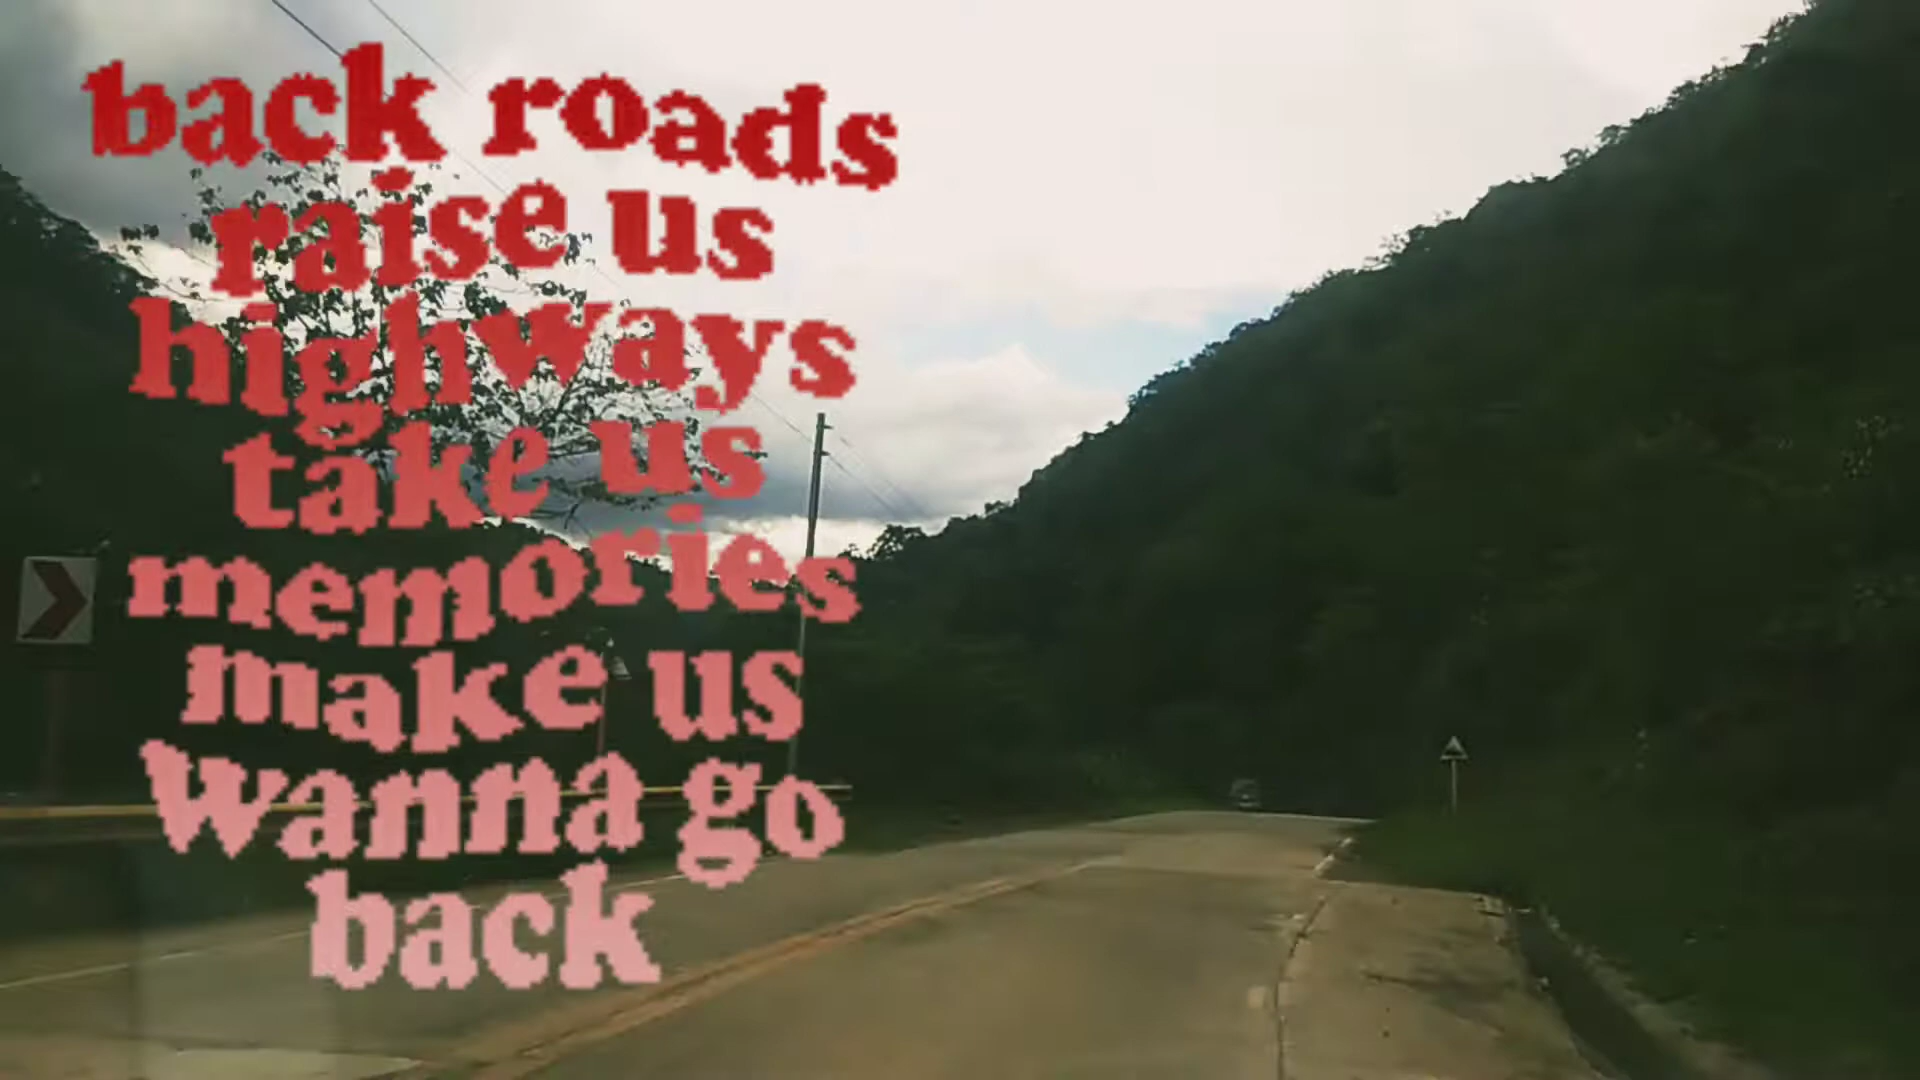 back roads
raise us
highways
take us
memories
make us
wanna go
back